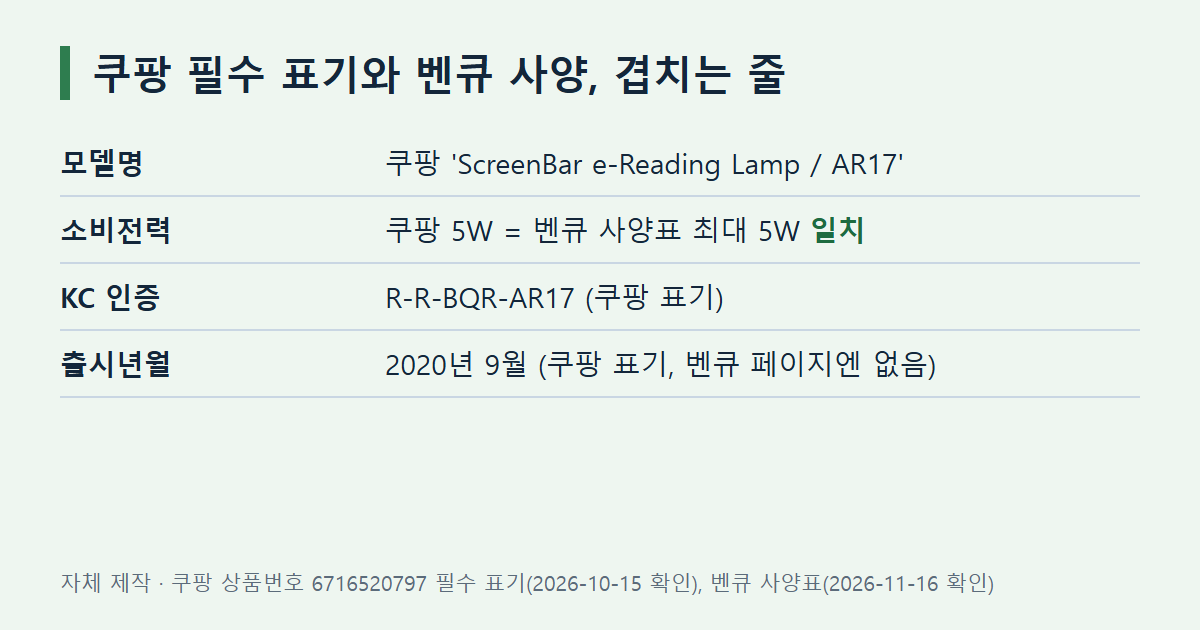 쿠팡 필수 표기와 벤큐 사양, 겹치는 줄
모델명 쿠팡 'ScreenBar e-Reading Lamp / AR17'
소비전력 쿠팡 5W = 벤큐 사양표 최대 5W 일치
KC 인증 R-R-BQR-AR17 (쿠팡 표기)
출시년월 2020년 9월 (쿠팡 표기, 벤큐 페이지엔 없음)
자체 제작 · 쿠팡 상품번호 6716520797 필수 표기(2026-10-15 확인), 벤큐 사양표(2026-11-16 확인)